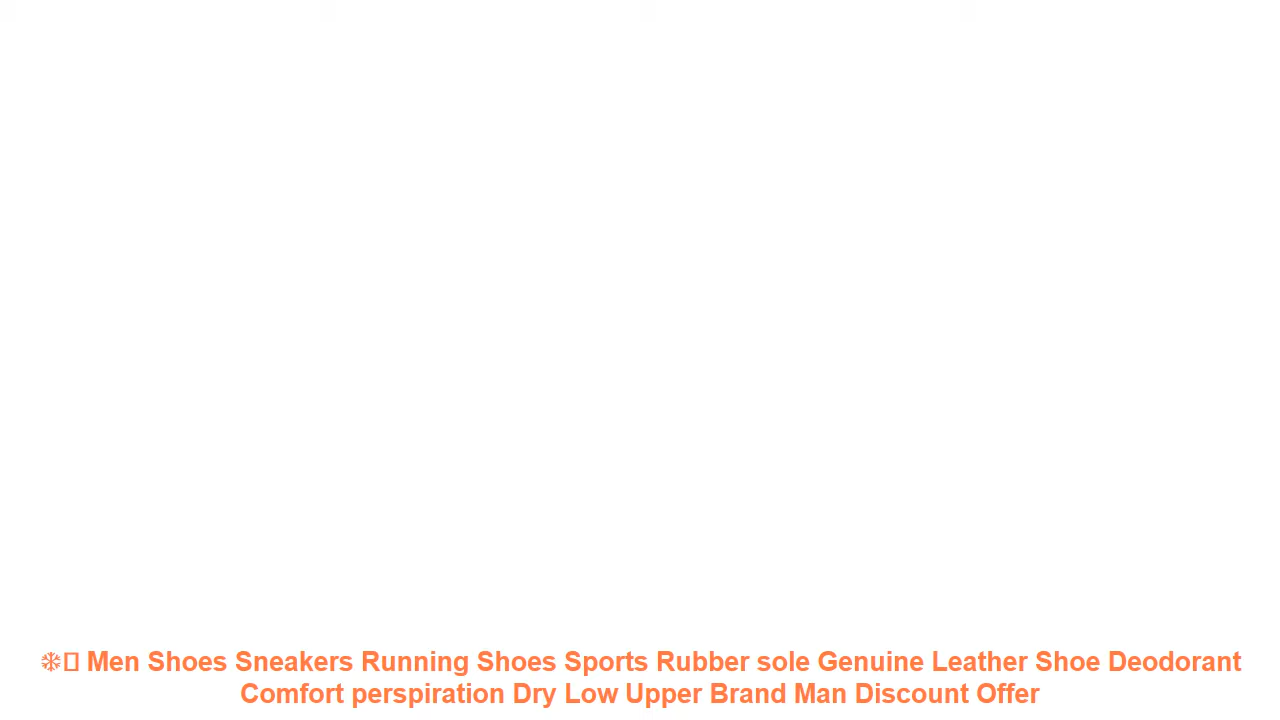 ❄▯ Men Shoes Sneakers Running Shoes Sports Rubber sole Genuine Leather Shoe Deodorant
Comfort perspiration Dry Low Upper Brand Man Discount Offer